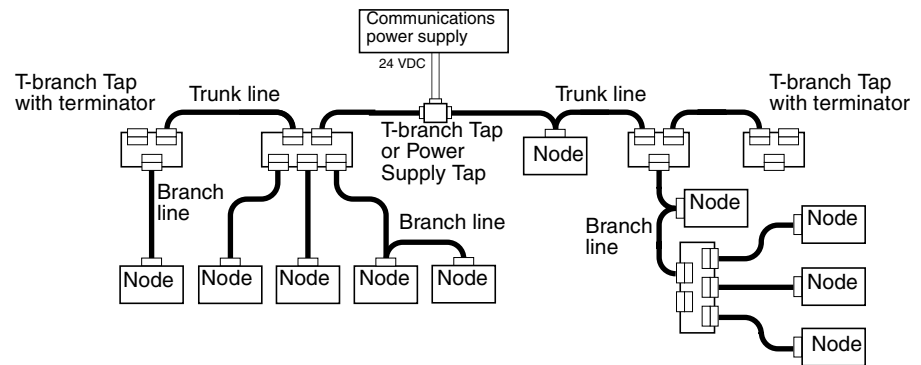 Communications
power supply
24 VDC
T-branch Tap
with terminator
Trunk line
Trunk line
T-branch Tap
with terminator
T-branch Tap
or Power
Supply Tap
Node
Branch
line
Branch line
Branch
line
Node
Node
Node
Node
Node
Node
Node
Node
Node